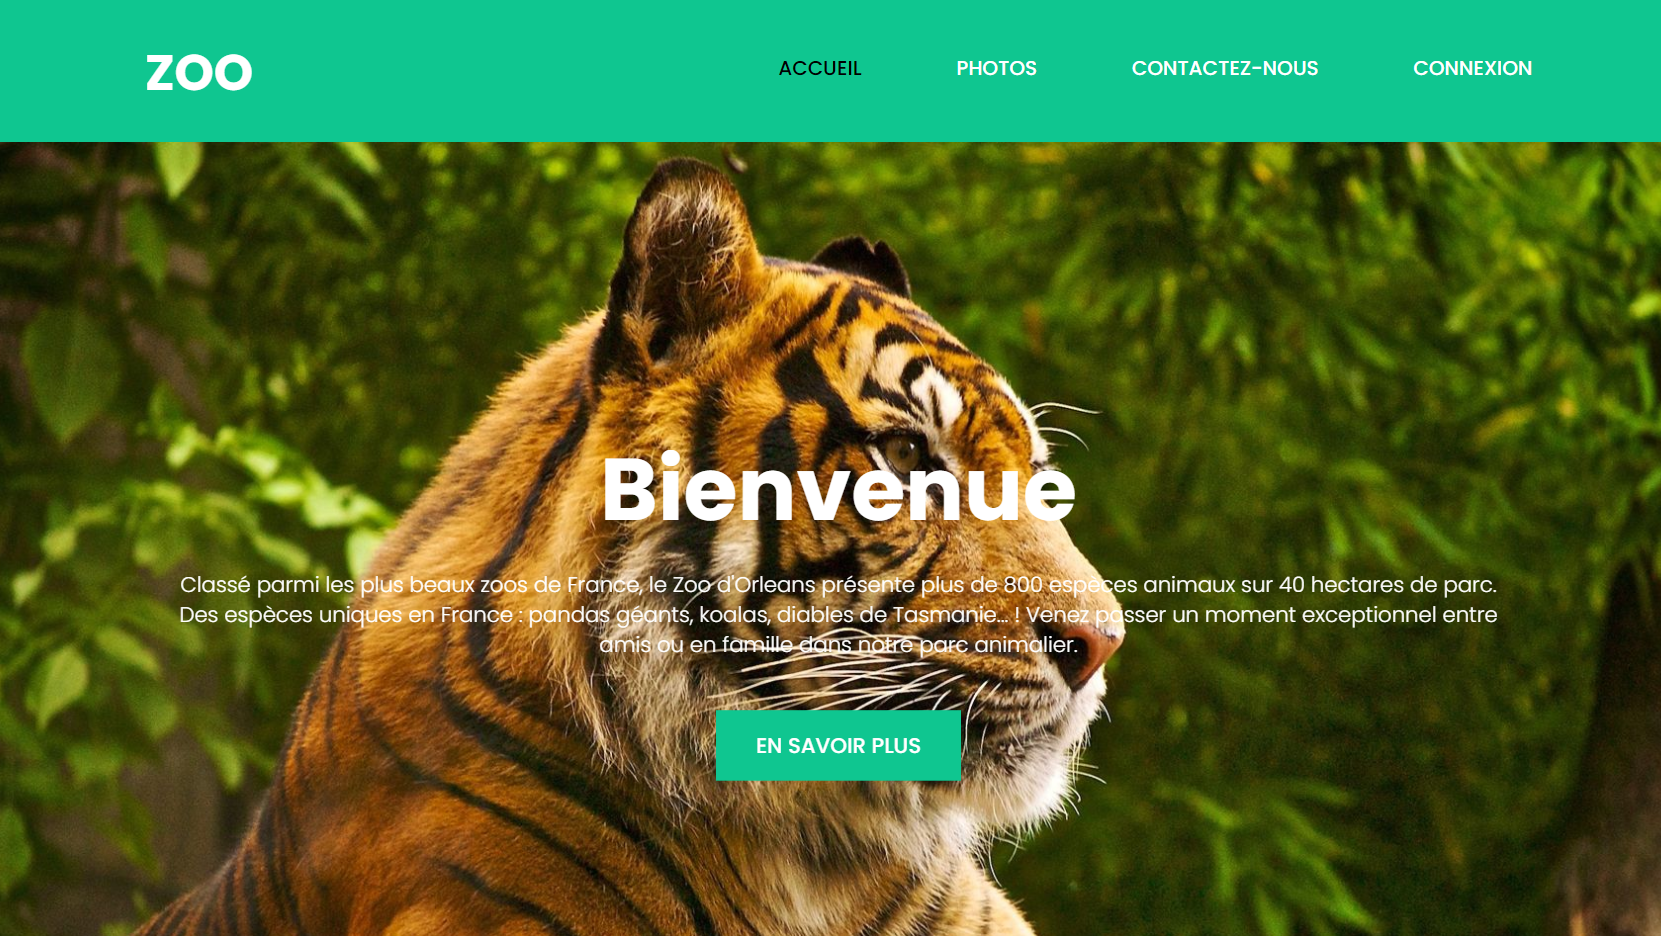 ZOO
ACCUEIL
PHOTOS
CONTACTEZ-NOUS
CONNEXION
Bienvenue
Classé parmi les plus beaux zoos de France, le Zoo d'Orleans présente plus de 800 espèces animaux sur 40 hectares de parc.
Des espèces uniques en France : pandas géants, koalas, diables de Tasmanie... ! Venez passer un moment exceptionnel entre
amis ou en famille dans notre parc animalier.
EN SAVOIR PLUS